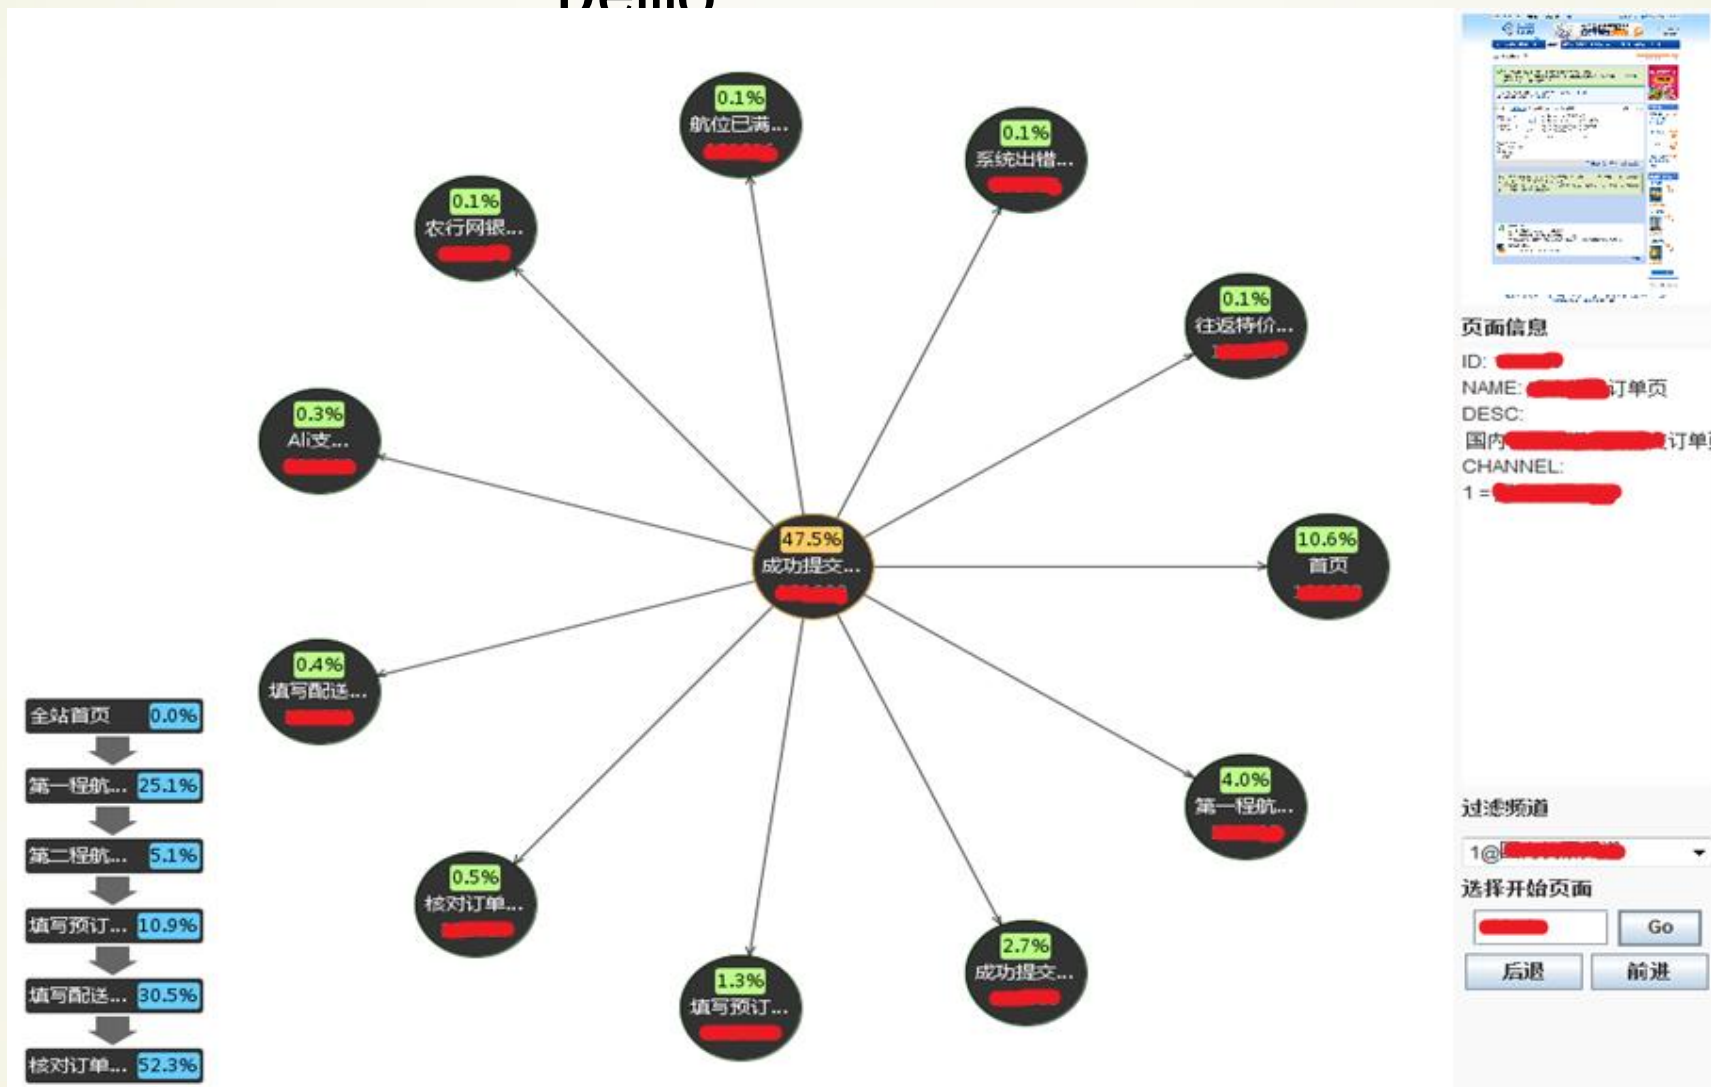 Demo
0.1%
航位已满...
0.1%
系统出错...
0.1%
农行网银...
0.1%
往返特价...
0.3%
Ali支...
47.5%
成功提交...
10.6%
首页
0.4%
填写配送...
4.0%
第一程航...
0.5%
核对订单...
2.7%
成功提交...
1.3%
填写预订...
全站首页 0.0%
第一程航... 25.1%
第二程航... 5.1%
填写预订... 10.9%
填写配送... 30.5%
核对订单... 52.3%
页面信息
ID:
NAME: 订单页
DESC:
国内 订单
CHANNEL:
1 =
过滤频道
1@
选择开始页面
Go
后退 前进